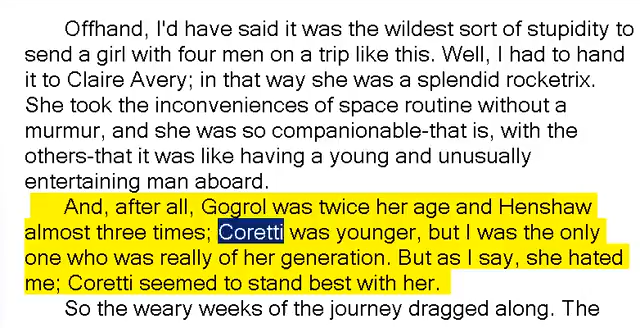 Offhand, I'd have said it was the wildest sort of stupidity to
send a girl with four men on a trip like this. Well, I had to hand
it to Claire Avery; in that way she was a splendid rocketrix.
She took the inconveniences of space routine without a
murmur, and she was so companionable-that is, with the
others-that it was like having a young and unusually
entertaining man aboard.
And, after all, Gogrol was twice her age and Henshaw
almost three times; Coretti was younger, but I was the only
one who was really of her generation. But as I say, she hated
me; Coretti seemed to stand best with her.
So the weary weeks of the journey dragged along. The